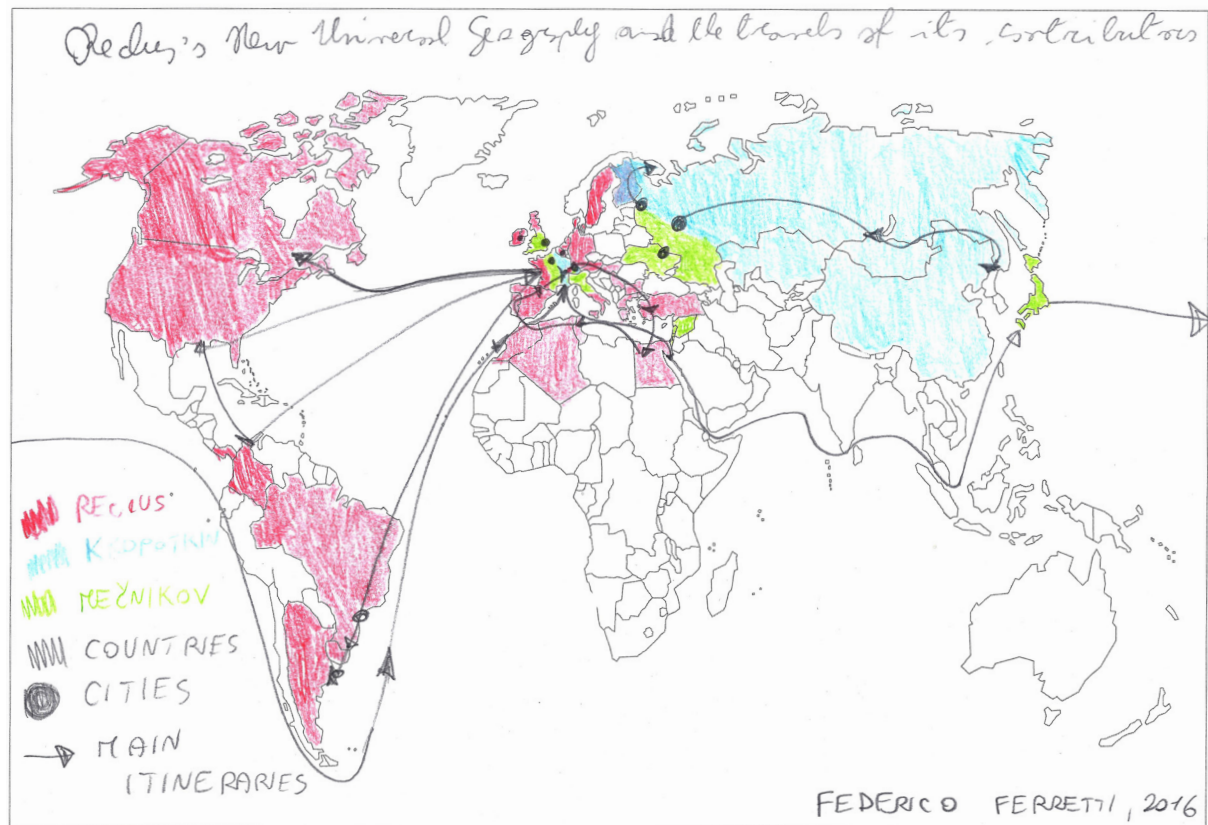 Reclus's New Universal Geography and the travels of its contributors
RECLUS
KROPOTKIN
MEČNIKOV
COUNTRIES
CITIES
MAIN
ITINERARIES
FEDERICO FERRETTI, 2016